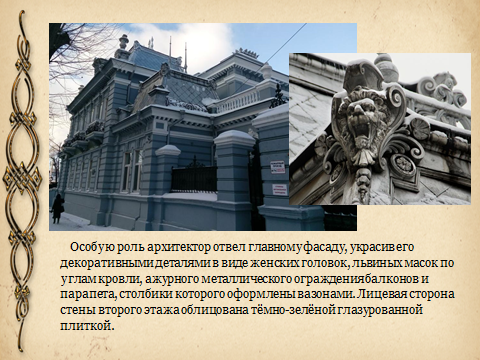 Особую роль архитектор отвел главному фасаду, украсив его
декоративными деталями в виде женских головок, львиных масок по
углам кровли, ажурного металлического ограждения балконов и
парапета, столбики которого оформлены вазонами. Лицевая сторона
стены второго этажа облицована тёмно-зелёной глазурованной
плиткой.